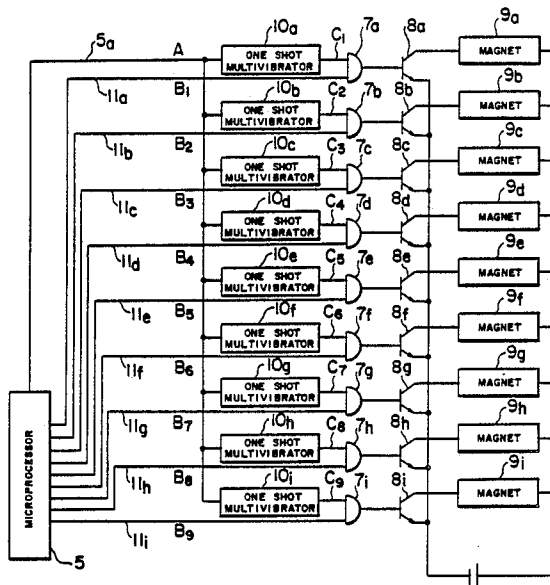 10a C1 7a 8a 9a
5a A ONE SHOT MULTIVIBRATOR MAGNET
11a B1 10b C2 7b 8b 9b
ONE SHOT MULTIVIBRATOR MAGNET
11b B2 10c C3 7c 8c 9c
ONE SHOT MULTIVIBRATOR MAGNET
11c B3 10d C4 7d 8d 9d
ONE SHOT MULTIVIBRATOR MAGNET
11d B4 10e C5 7e 8e 9e
ONE SHOT MULTIVIBRATOR MAGNET
11e B5 10f C6 7f 8f 9f
ONE SHOT MULTIVIBRATOR MAGNET
11f B6 10g C7 7g 8g 9g
ONE SHOT MULTIVIBRATOR MAGNET
11g B7 10h C8 7h 8h 9h
ONE SHOT MULTIVIBRATOR MAGNET
11h B8 10i C9 7i 8i 9i
ONE SHOT MULTIVIBRATOR MAGNET
11i B9
MICROPROCESSOR
5